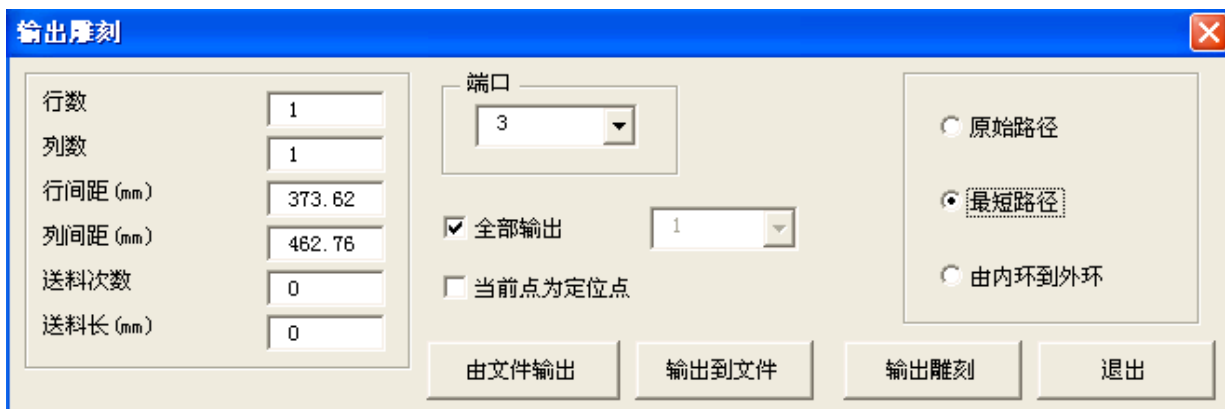 输出雕刻
行数 1
列数 1
行间距(mm) 373.62
列间距(mm) 462.76
送料次数 0
送料长(mm) 0
端口
3
全部输出 1
当前点为定位点
原始路径
最短路径
由内环到外环
由文件输出 输出到文件 输出雕刻 退出